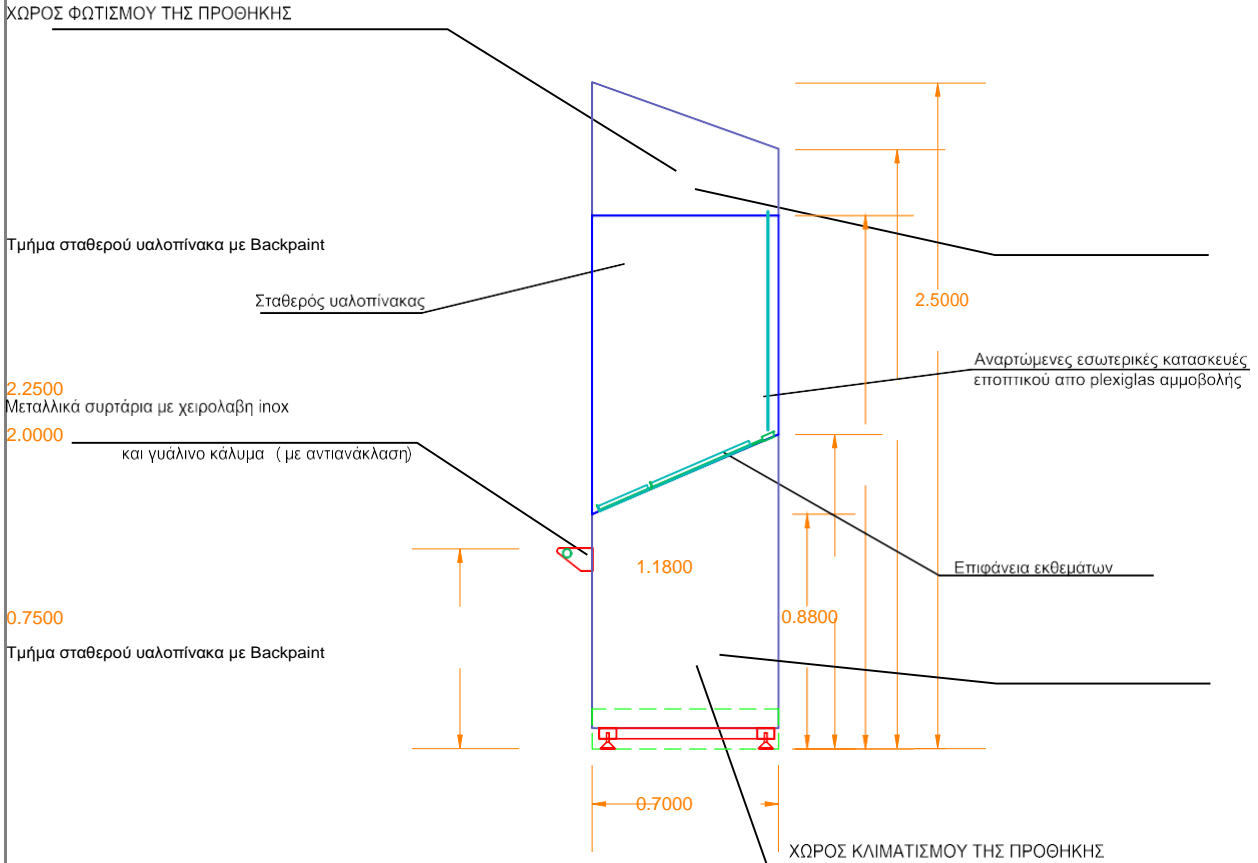 ΧΩΡΟΣ ΦΩΤΙΣΜΟΥ ΤΗΣ ΠΡΟΘΗΚΗΣ
Τμήμα σταθερού υαλοπίνακα με Backpaint
Σταθερός υαλοπίνακας
2.5000
Αναρτώμενες εσωτερικές κατασκευές
εποπτικού απο plexiglas αμμοβολής
2.2500
Μεταλλικά συρτάρια με χειρολαβη inox
2.0000
και γυάλινο κάλυμα ( με αντιανάκλαση)
1.1800
Επιφάνεια εκθεμάτων
0.7500
0.8800
Τμήμα σταθερού υαλοπίνακα με Backpaint
0.7000
ΧΩΡΟΣ ΚΛΙΜΑΤΙΣΜΟΥ ΤΗΣ ΠΡΟΘΗΚΗΣ